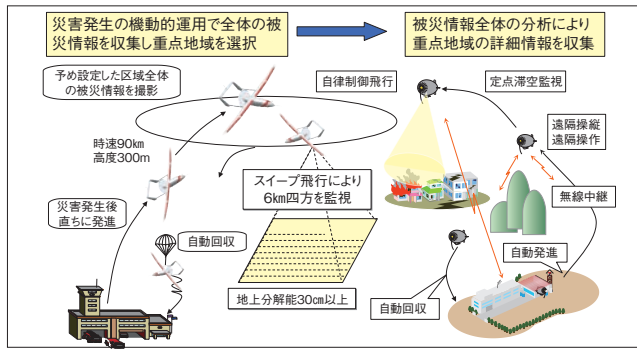 災害発生の機動的運用で全体の被
災情報を収集し重点地域を選択
被災情報全体の分析により
重点地域の詳細情報を収集
予め設定した区域全体
の被災情報を撮影
自律制御飛行
定点滞空監視
時速90km
高度300m
遠隔操縦
遠隔操作
スイープ飛行により
6km四方を監視
災害発生後
直ちに発進
無線中継
自動回収
自動発進
地上分解能30cm以上
自動回収